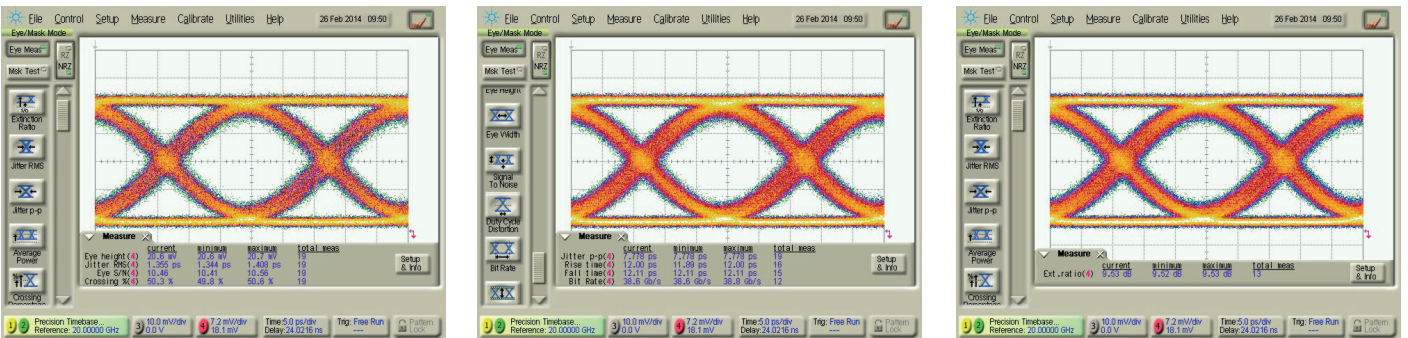 File Control Setup Measure Calibrate Utilities Help 26 Feb 2014 09:50
Eye/Mask Mode
Eye Meas
RZ
NRZ
Msk Test
Extinction
Ratio
Jitter RMS
Jitter p-p
Average
Power
Crossing
Measure
current minimum maximum total meas
Eye height(4) 20.6 mV 20.6 mV 20.7 mV 19
Jitter RMS(4) 1.355 ps 1.344 ps 1.408 ps 19
Eye S/N(4) 10.46 10.41 10.56 19
Crossing %(4) 50.3 % 49.8 % 50.6 % 19
Setup
& Info
1 2 Precision Timebase...
Reference: 20.00000 GHz
3 10.0 mV/div
0.0 V
4 7.2 mV/div
18.1 mV
Time:5.0 ps/div
Delay:24.0216 ns
Trig: Free Run
----
Pattern
Lock
File Control Setup Measure Calibrate Utilities Help 26 Feb 2014 09:50
Eye/Mask Mode
Eye Meas
RZ
NRZ
Msk Test
Eye Height
Eye Width
Signal
To Noise
Duty Cycle
Distortion
Bit Rate
Measure
current minimum maximum total meas
Jitter p-p(4) 7.778 ps 7.778 ps 7.778 ps 19
Rise time(4) 12.00 ps 11.89 ps 12.00 ps 16
Fall time(4) 12.11 ps 12.11 ps 12.11 ps 15
Bit Rate(4) 38.6 Gb/s 38.6 Gb/s 38.8 Gb/s 12
Setup
& Info
1 2 Precision Timebase...
Reference: 20.00000 GHz
3 10.0 mV/div
0.0 V
4 7.2 mV/div
18.1 mV
Time:5.0 ps/div
Delay:24.0216 ns
Trig: Free Run
----
Pattern
Lock
File Control Setup Measure Calibrate Utilities Help 26 Feb 2014 09:50
Eye/Mask Mode
Eye Meas
RZ
NRZ
Msk Test
Extinction
Ratio
Jitter RMS
Jitter p-p
Average
Power
Crossing
Measure
current minimum maximum total meas
Ext.ratio(4) 9.53 dB 9.52 dB 9.53 dB 13
Setup
& Info
1 2 Precision Timebase...
Reference: 20.00000 GHz
3 10.0 mV/div
0.0 V
4 7.2 mV/div
18.1 mV
Time:5.0 ps/div
Delay:24.0216 ns
Trig: Free Run
----
Pattern
Lock